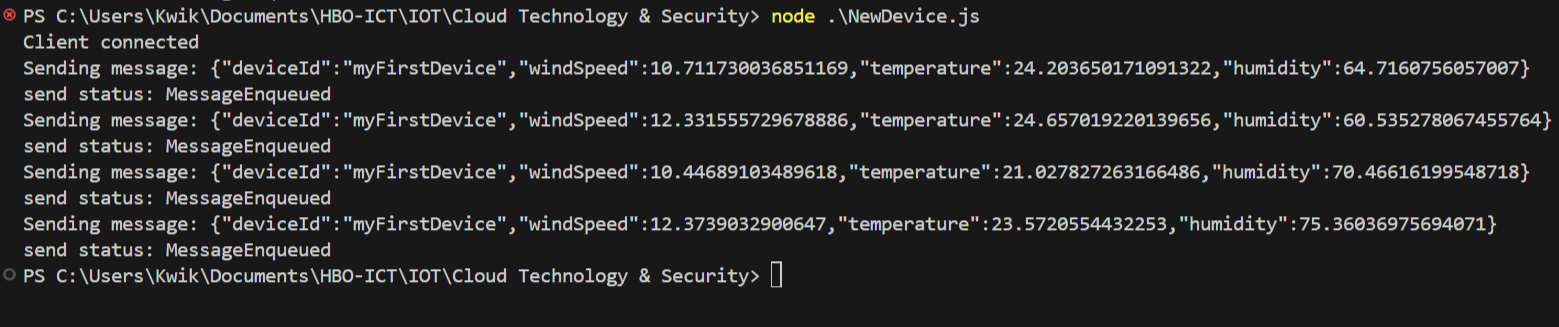 PS C:\Users\Kwik\Documents\HBO-ICT\IOT\Cloud Technology & Security> node .\NewDevice.js
Client connected
Sending message: {"deviceId":"myFirstDevice","windSpeed":10.711730036851169,"temperature":24.203650171091322,"humidity":64.7160756057007}
send status: MessageEnqueued
Sending message: {"deviceId":"myFirstDevice","windSpeed":12.331555729678886,"temperature":24.657019220139656,"humidity":60.535278067455764}
send status: MessageEnqueued
Sending message: {"deviceId":"myFirstDevice","windSpeed":10.44689103489618,"temperature":21.027827263166486,"humidity":70.46616199548718}
send status: MessageEnqueued
Sending message: {"deviceId":"myFirstDevice","windSpeed":12.3739032900647,"temperature":23.5720554432253,"humidity":75.36036975694071}
send status: MessageEnqueued
PS C:\Users\Kwik\Documents\HBO-ICT\IOT\Cloud Technology & Security>